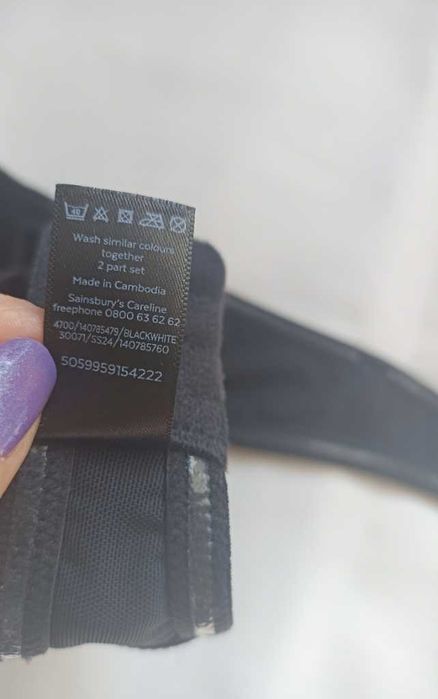 40
Wash similar colours
together
2 part set
Made in Cambodia
Sainsbury's Careline
freephone 0800 63 62 62
4700/140785479/BLACKWHITE
30071/SS24/140785760
5059959154222